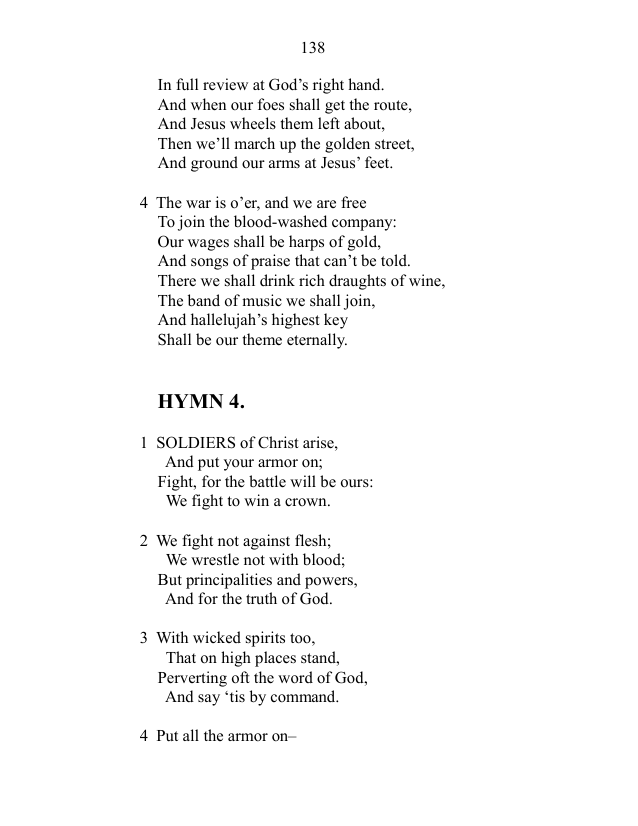 138
In full review at God’s right hand.
And when our foes shall get the route,
And Jesus wheels them left about,
Then we’ll march up the golden street,
And ground our arms at Jesus’ feet.
4 The war is o’er, and we are free
To join the blood-washed company:
Our wages shall be harps of gold,
And songs of praise that can’t be told.
There we shall drink rich draughts of wine,
The band of music we shall join,
And hallelujah’s highest key
Shall be our theme eternally.
HYMN 4.
1 SOLDIERS of Christ arise,
And put your armor on;
Fight, for the battle will be ours:
We fight to win a crown.
2 We fight not against flesh;
We wrestle not with blood;
But principalities and powers,
And for the truth of God.
3 With wicked spirits too,
That on high places stand,
Perverting oft the word of God,
And say ‘tis by command.
4 Put all the armor on–